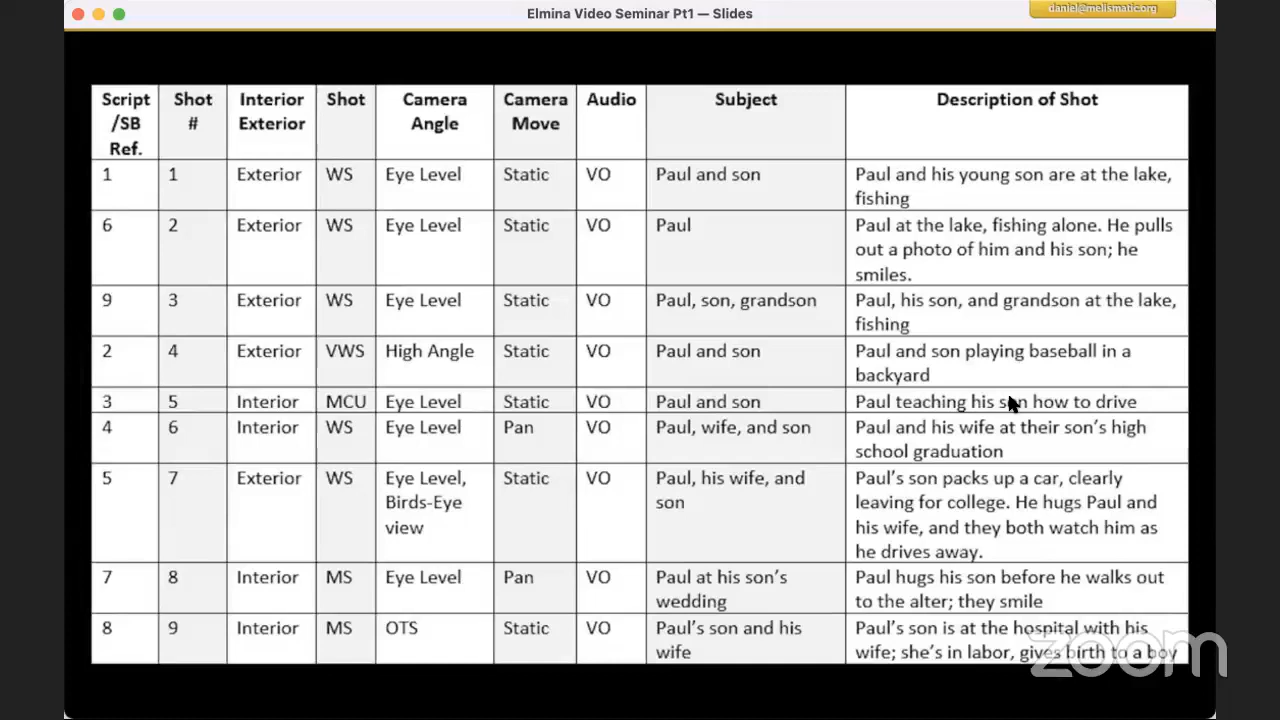 Elmina Video Seminar Pt1 — Slides
daniel@melismatic.org
Script /SB Ref. Shot # Interior Exterior Shot Camera Angle Camera Move Audio Subject Description of Shot
1 1 Exterior WS Eye Level Static VO Paul and son Paul and his young son are at the lake, fishing
6 2 Exterior WS Eye Level Static VO Paul Paul at the lake, fishing alone. He pulls out a photo of him and his son; he smiles.
9 3 Exterior WS Eye Level Static VO Paul, son, grandson Paul, his son, and grandson at the lake, fishing
2 4 Exterior VWS High Angle Static VO Paul and son Paul and son playing baseball in a backyard
3 5 Interior MCU Eye Level Static VO Paul and son Paul teaching his son how to drive
4 6 Interior WS Eye Level Pan VO Paul, wife, and son Paul and his wife at their son's high school graduation
5 7 Exterior WS Eye Level, Birds-Eye view Static VO Paul, his wife, and son Paul's son packs up a car, clearly leaving for college. He hugs Paul and his wife, and they both watch him as he drives away.
7 8 Interior MS Eye Level Pan VO Paul at his son's wedding Paul hugs his son before he walks out to the alter; they smile
8 9 Interior MS OTS Static VO Paul's son and his wife Paul's son is at the hospital with his wife; she's in labor, gives birth to a boy
zoom